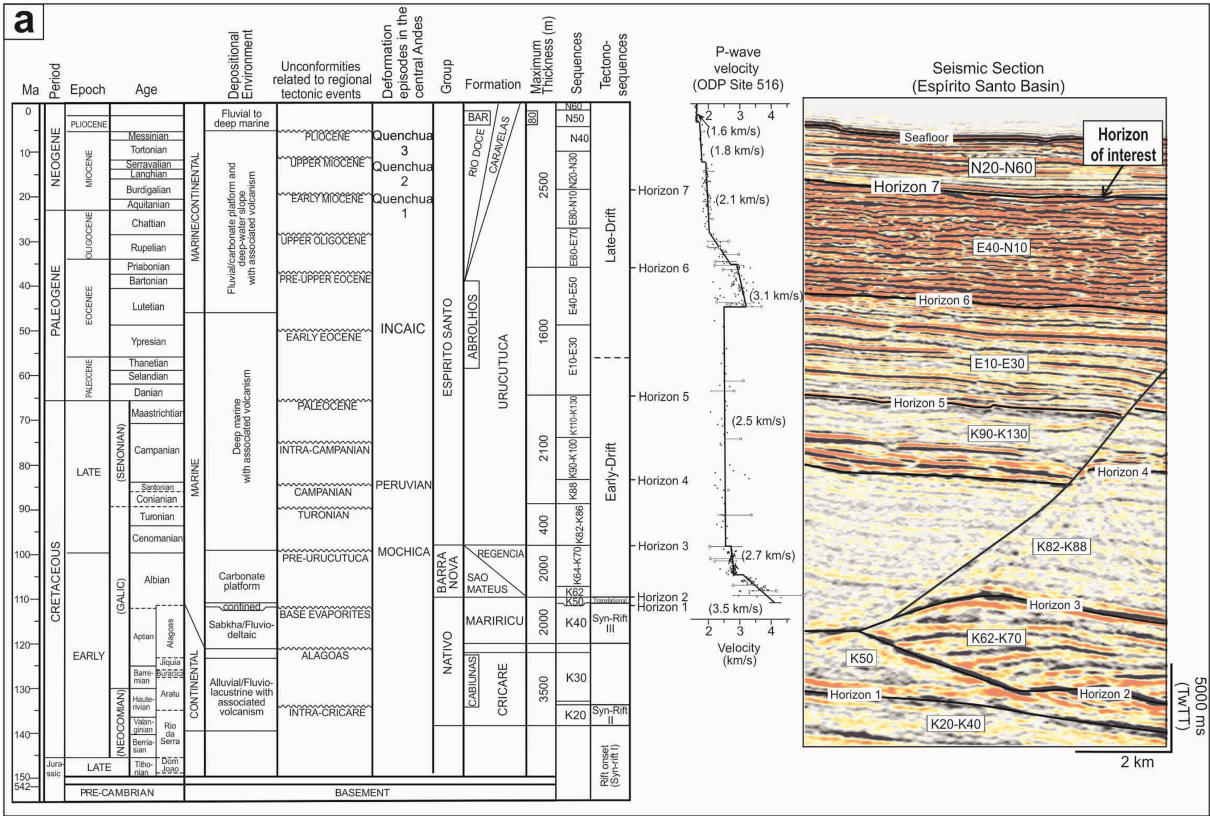 a
Ma
Period
Epoch
Age
Depositional
Environment
Unconformities
related to regional
tectonic events
Deformation
episodes in the
central Andes
Group
Formation
Maximum
Thickness (m)
Sequences
Tectono-
sequences
0
10
20
30
40
50
60
70
80
90
100
110
120
130
140
150
542
NEOGENE
PALEOGENE
CRETACEOUS
Juras-
sic
PLIOCENE
MIOCENE
OLIGOCENE
EOCENEE
PALEOCENE
LATE
EARLY
LATE
PRE-CAMBRIAN
BASEMENT
(SENONIAN)
(GALIC)
(NEOCOMIAN)
Messinian
Tortonian
Serravalian
Langhian
Burdigalian
Aquitanian
Chattian
Rupelian
Priabonian
Bartonian
Lutetian
Ypresian
Thanetian
Selandian
Danian
Maastrichtian
Campanian
Santonian
Coniancian
Turonian
Cenomanian
Albian
Aptian
Barre-
mian
Haute-
rivian
Valan-
ginian
Berria-
sian
Titho-
nian
Alagoas
Jiquia
Buracica
Aratu
Rio
da
Serra
Dom
Joao
MARINE/CONTINENTAL
MARINE
CONTINENTAL
Fluvial to
deep marine
Fluvial/carbonate platform and
deep-water slope
with associated volcanism
Deep marine
with associated volcanism
Carbonate
platform
confined
Sabkha/Fluvio-
deltaic
Alluvial/Fluvio-
lacustrine with
associated
volcanism
PLIOCENE
UPPER MIOCENE
EARLY MIOCENE
UPPER OLIGOCENE
PRE-UPPER EOCENE
EARLY EOCENE
PALEOCENE
INTRA-CAMPANIAN
CAMPANIAN
TURONIAN
PRE-URUCUTUCA
BASE EVAPORITES
ALAGOAS
INTRA-CRICARE
Quenchua
3
Quenchua
2
Quenchua
1
INCAIC
PERUVIAN
MOCHICA
ESPIRITO SANTO
BARRA
NOVA
NATIVO
BAR
RIO DOCE
CARAVELAS
ABROLHOS
URUCUTUCA
REGENCIA
SAO
MATEUS
MARIRICU
CABIUNAS
CRICARE
80
2500
1600
2100
400
2000
2000
3500
N60
N50
N40
N20-N30
E80-N10
E60-E70
E40-E50
E10-E30
K110-K130
K90-K100
K88
K82-K86
K64-K70
K62
K50
K40
K30
K20
Late-Drift
Early-Drift
Translational
Syn-Rift
III
Syn-Rift
II
Rift onset
(Syn-rift I)
Horizon 7
Horizon 6
Horizon 5
Horizon 4
Horizon 3
Horizon 2
Horizon 1
P-wave
velocity
(ODP Site 516)
2 3 4
(1.6 km/s)
(1.8 km/s)
(2.1 km/s)
(3.1 km/s)
(2.5 km/s)
(2.7 km/s)
(3.5 km/s)
2 3 4
Velocity
(km/s)
Seismic Section
(Espírito Santo Basin)
Seafloor
Horizon
of interest
N20-N60
Horizon 7
E40-N10
Horizon 6
E10-E30
Horizon 5
K90-K130
Horizon 4
K82-K88
Horizon 3
K62-K70
K50
Horizon 1
Horizon 2
K20-K40
5000 ms
(TwTT)
2 km